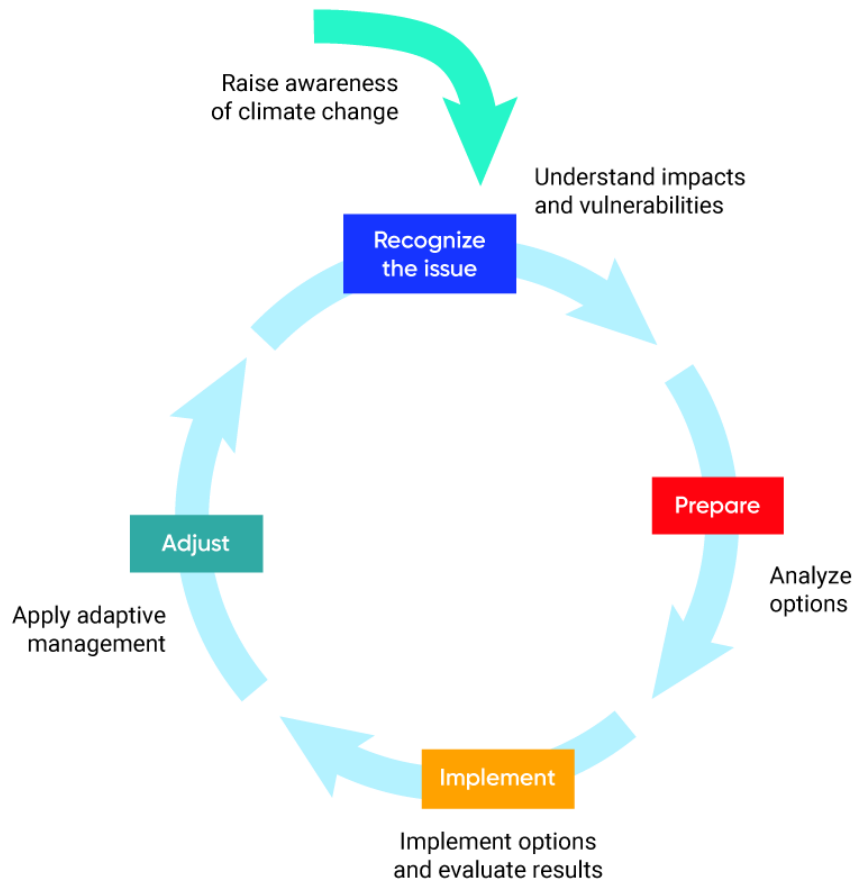 Raise awareness
of climate change
Understand impacts
and vulnerabilities
Recognize
the issue
Prepare
Analyze
options
Implement
Implement options
and evaluate results
Adjust
Apply adaptive
management